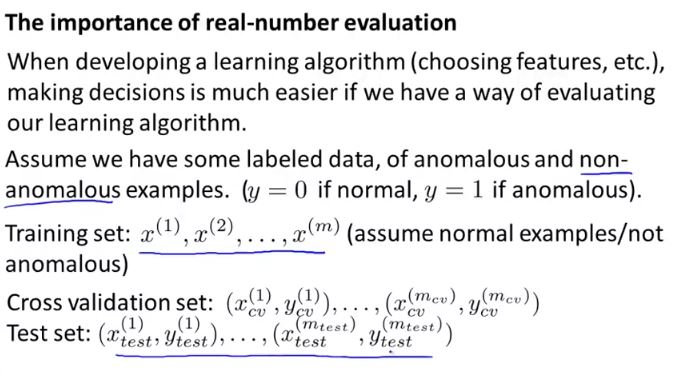 The importance of real-number evaluation
When developing a learning algorithm (choosing features, etc.),
making decisions is much easier if we have a way of evaluating
our learning algorithm.
Assume we have some labeled data, of anomalous and non-
anomalous examples. (y = 0 if normal, y = 1 if anomalous).
Training set: x^{(1)}, x^{(2)}, . . . , x^{(m)} (assume normal examples/not
anomalous)
Cross validation set: (x_{cv}^{(1)}, y_{cv}^{(1)}), . . . , (x_{cv}^{(m_{cv})}, y_{cv}^{(m_{cv})})
Test set: (x_{test}^{(1)}, y_{test}^{(1)}), . . . , (x_{test}^{(m_{test})}, y_{test}^{(m_{test})})